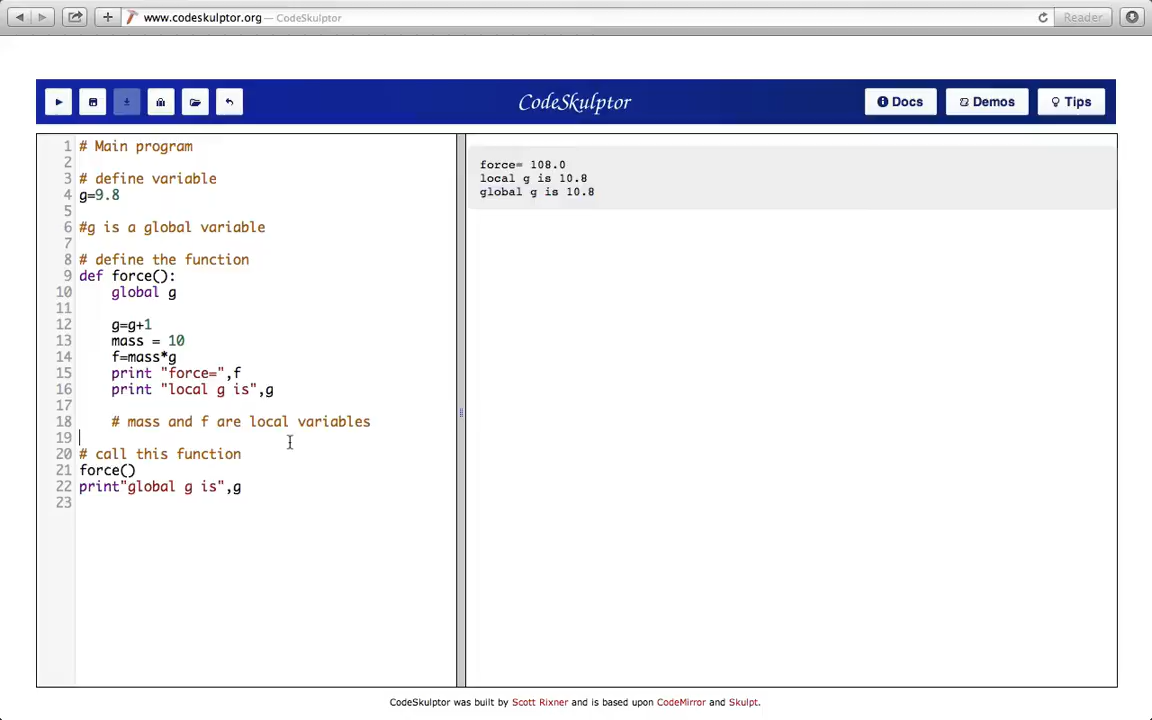 www.codeskulptor.org — CodeSkulptor
Reader
CodeSkulptor
Docs
Demos
Tips
1 # Main program
2
3 # define variable
4 g=9.8
5
6 #g is a global variable
7
8 # define the function
9 def force():
10 global g
11
12 g=g+1
13 mass = 10
14 f=mass*g
15 print "force=",f
16 print "local g is",g
17
18 # mass and f are local variables
19
20 # call this function
21 force()
22 print"global g is",g
23
force= 108.0
local g is 10.8
global g is 10.8
CodeSkulptor was built by Scott Rixner and is based upon CodeMirror and Skulpt.